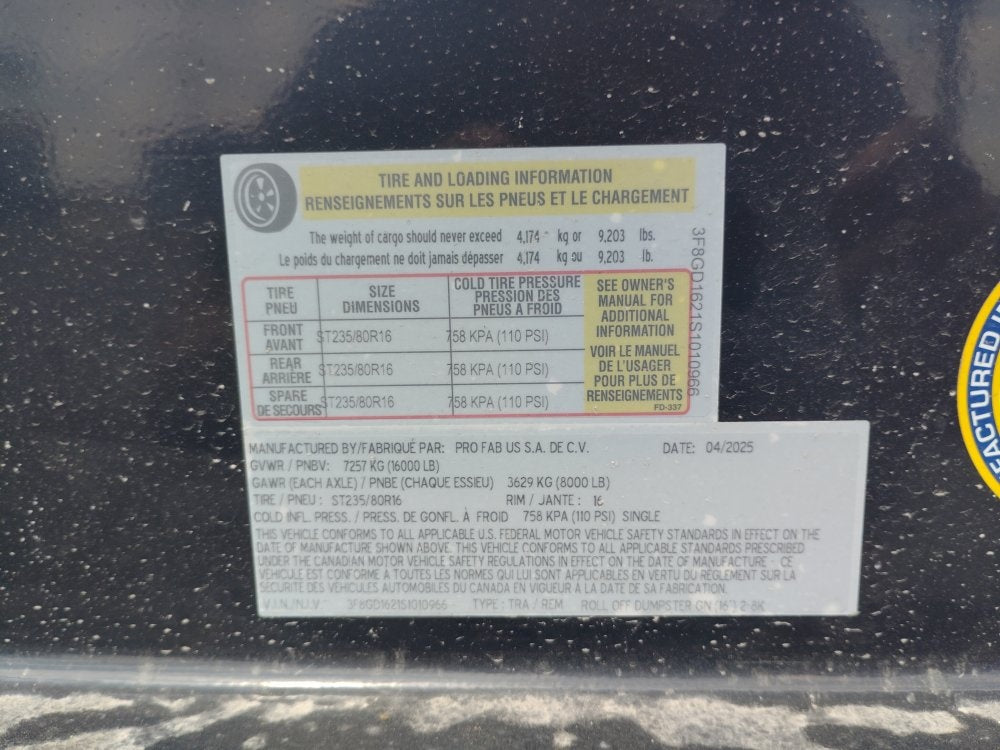 TIRE AND LOADING INFORMATION
RENSEIGNEMENTS SUR LES PNEUS ET LE CHARGEMENT
The weight of cargo should never exceed 4,174 kg or 9,203 lbs.
Le poids du chargement ne doit jamais dépasser 4,174 kg ou 9,203 lb.
TIRE PNEU SIZE DIMENSIONS COLD TIRE PRESSURE PRESSION DES PNEUS A FROID
FRONT AVANT ST235/80R16 758 KPA (110 PSI)
REAR ARRIÈRE ST235/80R16 758 KPA (110 PSI)
SPARE DE SECOURS ST235/80R16 758 KPA (110 PSI)
SEE OWNER'S
MANUAL FOR
ADDITIONAL
INFORMATION
VOIR LE MANUEL
DE L'USAGER
POUR PLUS DE
RENSEIGNEMENTS
FD-337
3F8GD1621S1010966
MANUFACTURED BY/FABRIQUÉ PAR: PRO FAB US S.A. DE C.V. DATE: 04/2025
GVWR / PNBV: 7257 KG (16000 LB)
GAWR (EACH AXLE) / PNBE (CHAQUE ESSIEU) 3629 KG (8000 LB)
TIRE / PNEU : ST235/80R16 RIM / JANTE : 16
COLD INFL. PRESS. / PRESS. DE GONFL. À FROID 758 KPA (110 PSI) SINGLE
THIS VEHICLE CONFORMS TO ALL APPLICABLE U.S. FEDERAL MOTOR VEHICLE SAFETY STANDARDS IN EFFECT ON THE
DATE OF MANUFACTURE SHOWN ABOVE. THIS VEHICLE CONFORMS TO ALL APPLICABLE STANDARDS PRESCRIBED
UNDER THE CANADIAN MOTOR VEHICLE SAFETY REGULATIONS IN EFFECT ON THE DATE OF MANUFACTURE - CE
VÉHICULE EST CONFORME À TOUTES LES NORMES QUI LUI SONT APPLICABLES EN VERTU DU RÈGLEMENT SUR LA
SÉCURITÉ DES VÉHICULES AUTOMOBILES DU CANADA EN VIGUEUR À LA DATE DE SA FABRICATION.
V.I.N./N.I.V. 3F8GD1621S1010966 TYPE : TRA / REM ROLL OFF DUMPSTER GN (16') 2-8K